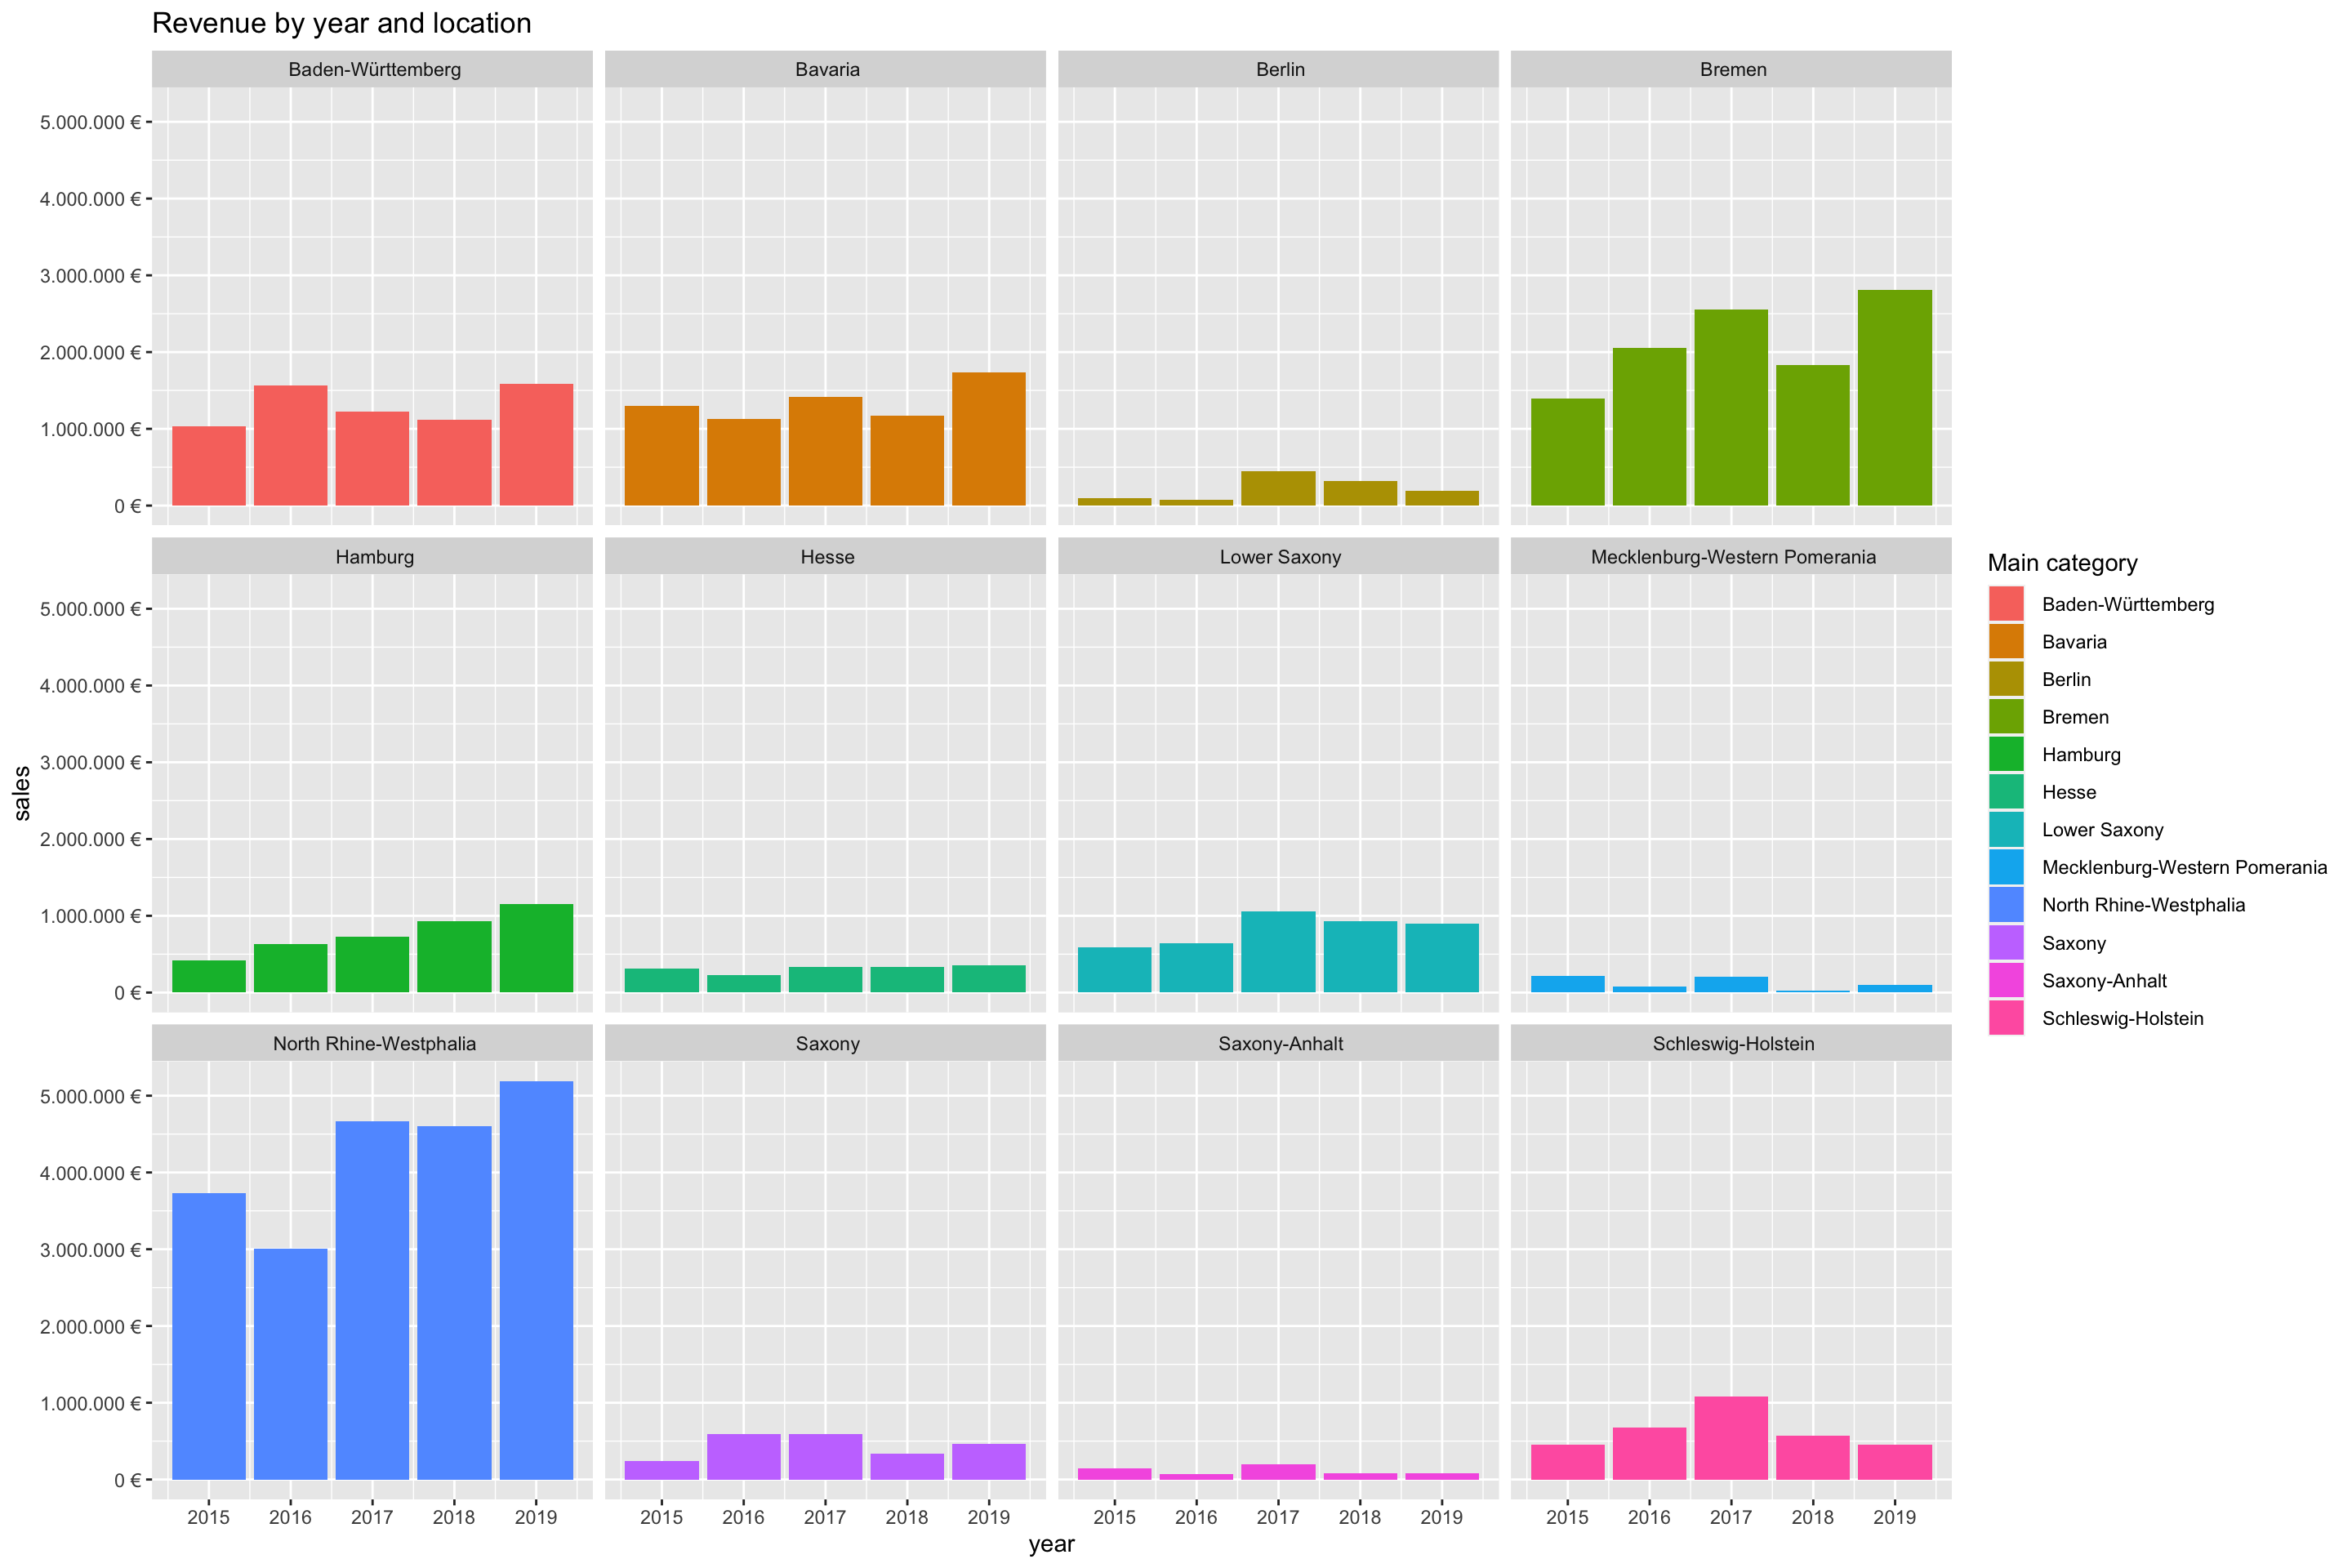 Revenue by year and location
Baden-Württemberg
Bavaria
Berlin
Bremen
5.000.000 €
4.000.000 €
3.000.000 €
2.000.000 €
1.000.000 €
0 €
Hamburg
Hesse
Lower Saxony
Mecklenburg-Western Pomerania
5.000.000 €
4.000.000 €
3.000.000 €
2.000.000 €
1.000.000 €
0 €
North Rhine-Westphalia
Saxony
Saxony-Anhalt
Schleswig-Holstein
5.000.000 €
4.000.000 €
3.000.000 €
2.000.000 €
1.000.000 €
0 €
2015 2016 2017 2018 2019
2015 2016 2017 2018 2019
2015 2016 2017 2018 2019
2015 2016 2017 2018 2019
year
sales
Main category
Baden-Württemberg
Bavaria
Berlin
Bremen
Hamburg
Hesse
Lower Saxony
Mecklenburg-Western Pomerania
North Rhine-Westphalia
Saxony
Saxony-Anhalt
Schleswig-Holstein